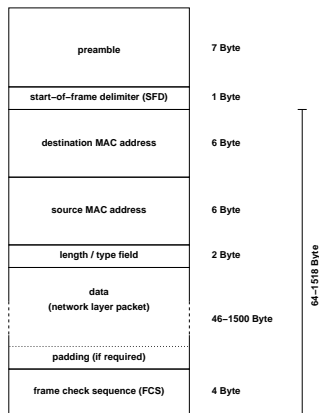 preamble
7 Byte
start-of-frame delimiter (SFD)
1 Byte
destination MAC address
6 Byte
source MAC address
6 Byte
length / type field
2 Byte
data
(network layer packet)
46-1500 Byte
padding (if required)
frame check sequence (FCS)
4 Byte
64-1518 Byte